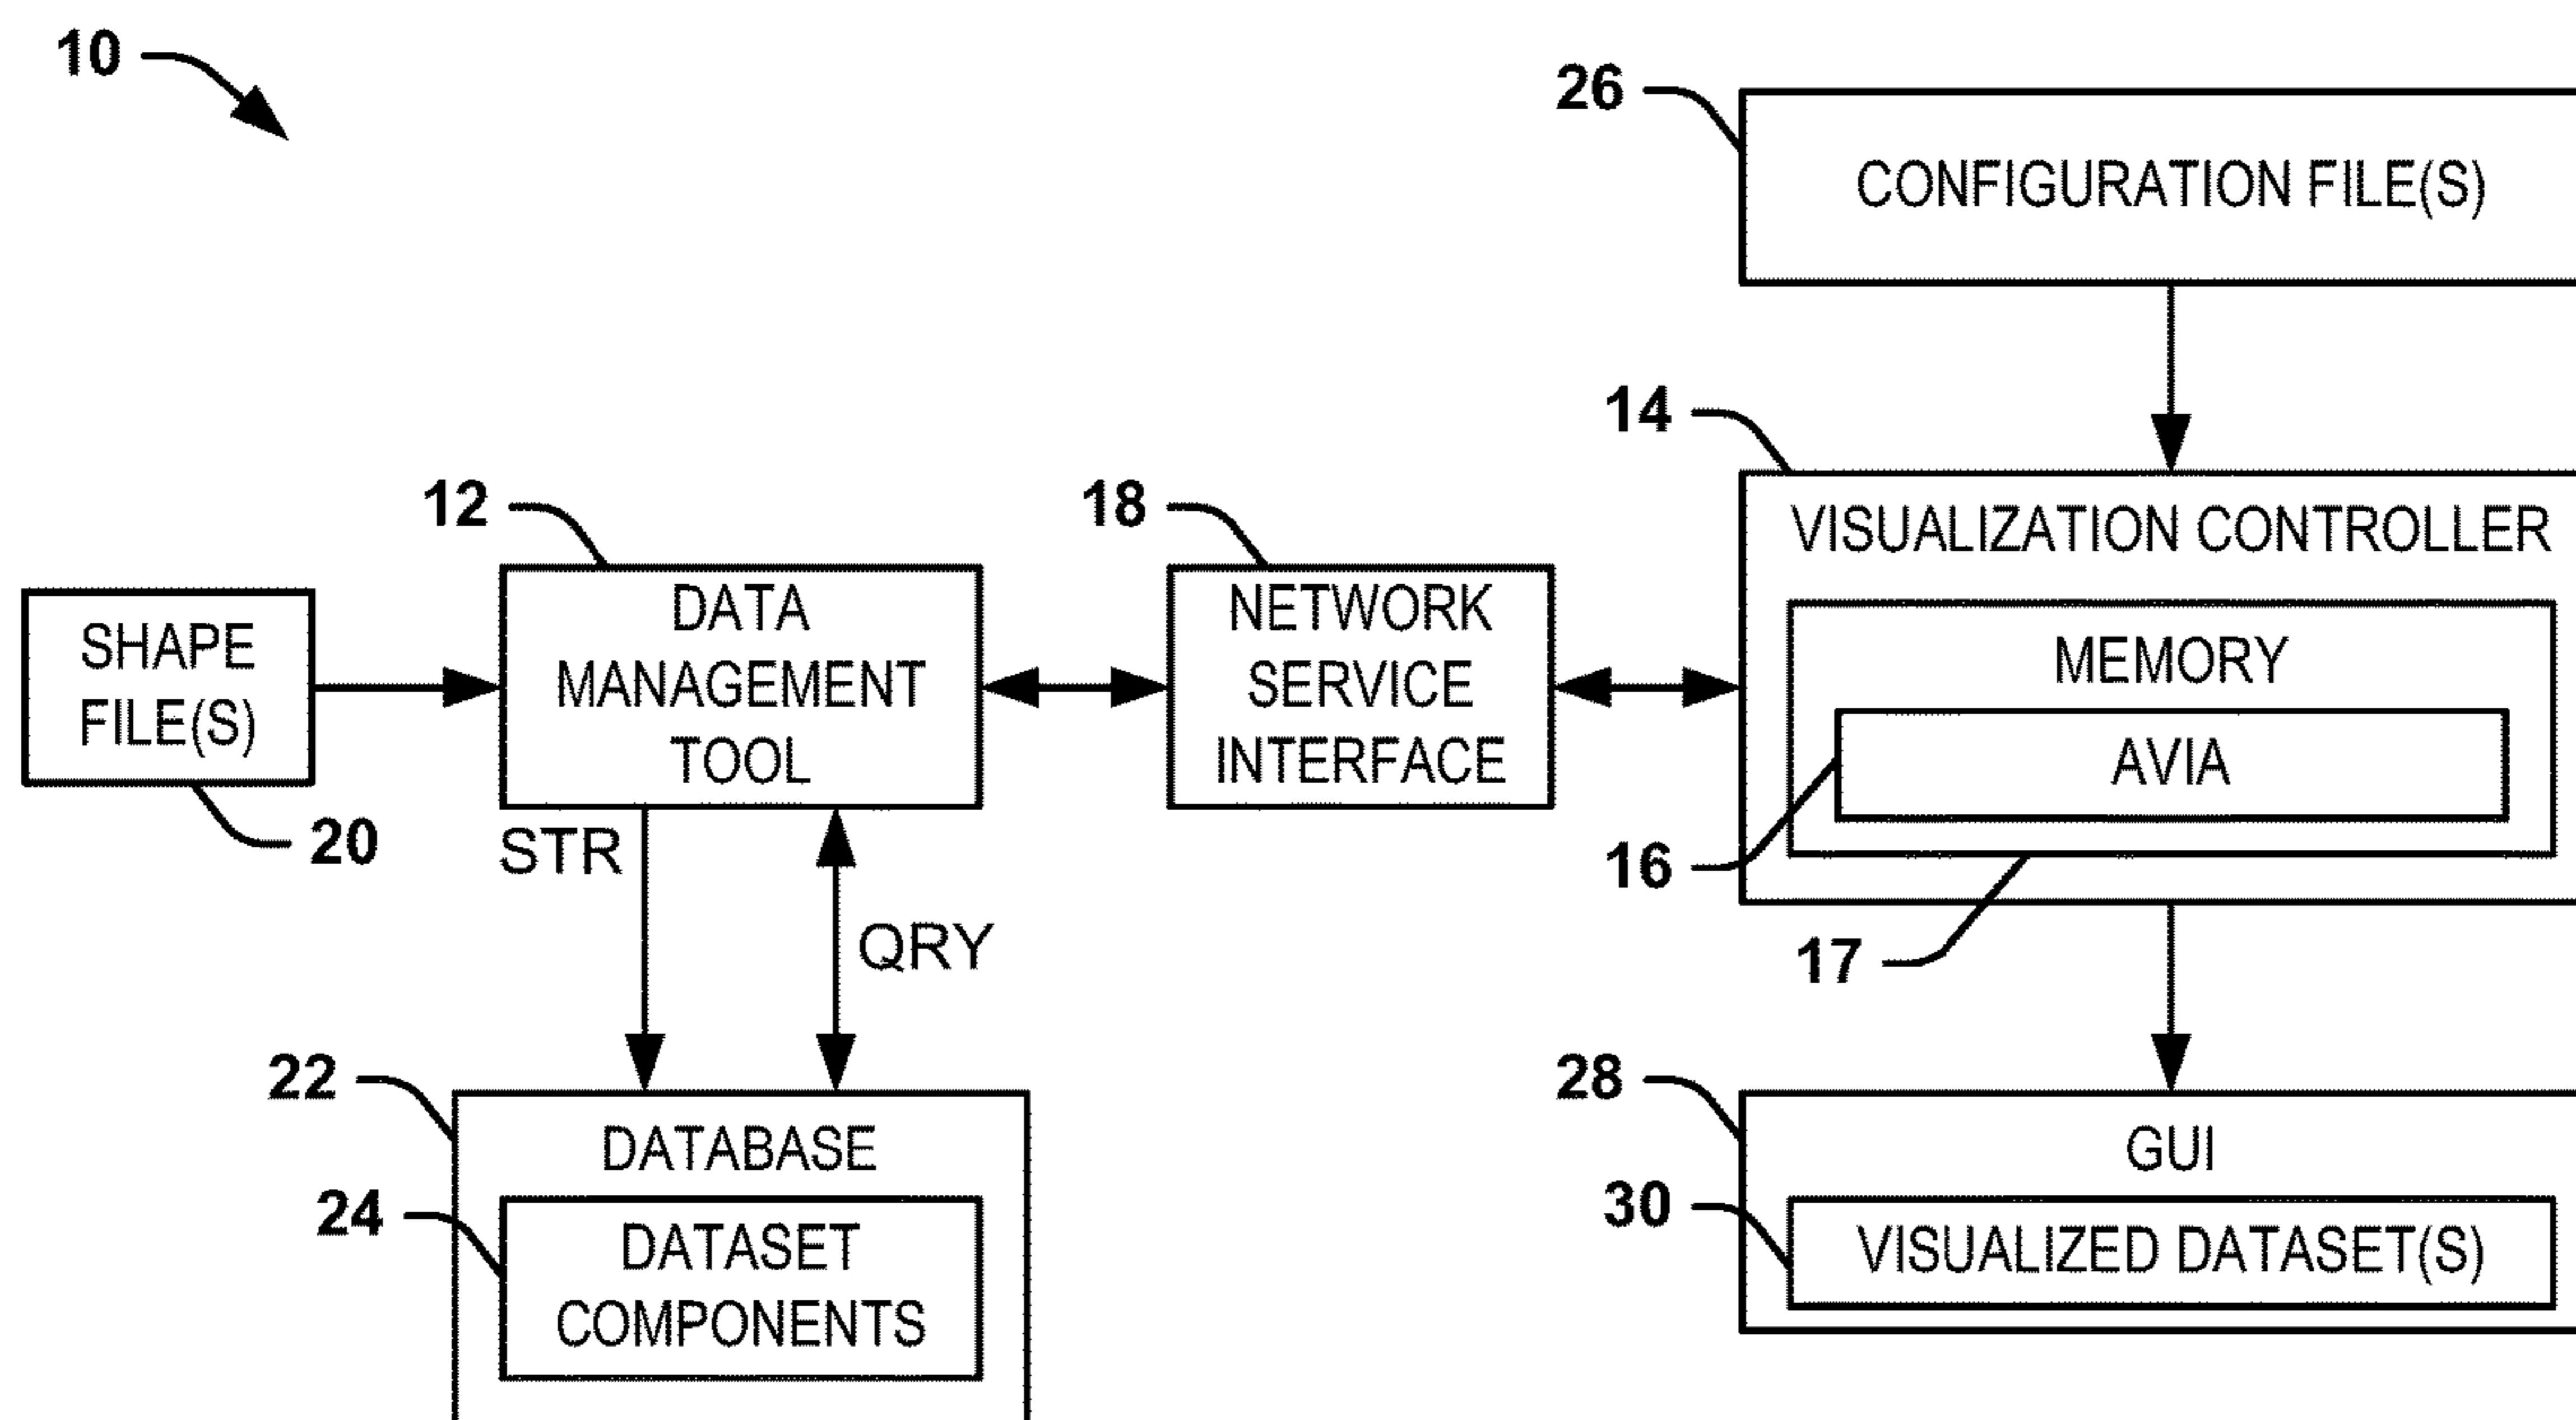 10
26
CONFIGURATION FILE(S)
14
VISUALIZATION CONTROLLER
MEMORY
AVIA
16
17
12
DATA
MANAGEMENT
TOOL
18
NETWORK
SERVICE
INTERFACE
SHAPE
FILE(S)
20
STR
QRY
22
DATABASE
24
DATASET
COMPONENTS
28
GUI
30
VISUALIZED DATASET(S)